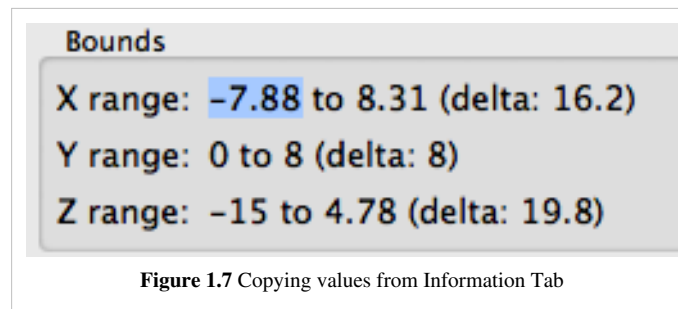 Bounds
X range: −7.88 to 8.31 (delta: 16.2)
Y range: 0 to 8 (delta: 8)
Z range: −15 to 4.78 (delta: 19.8)
Figure 1.7 Copying values from Information Tab